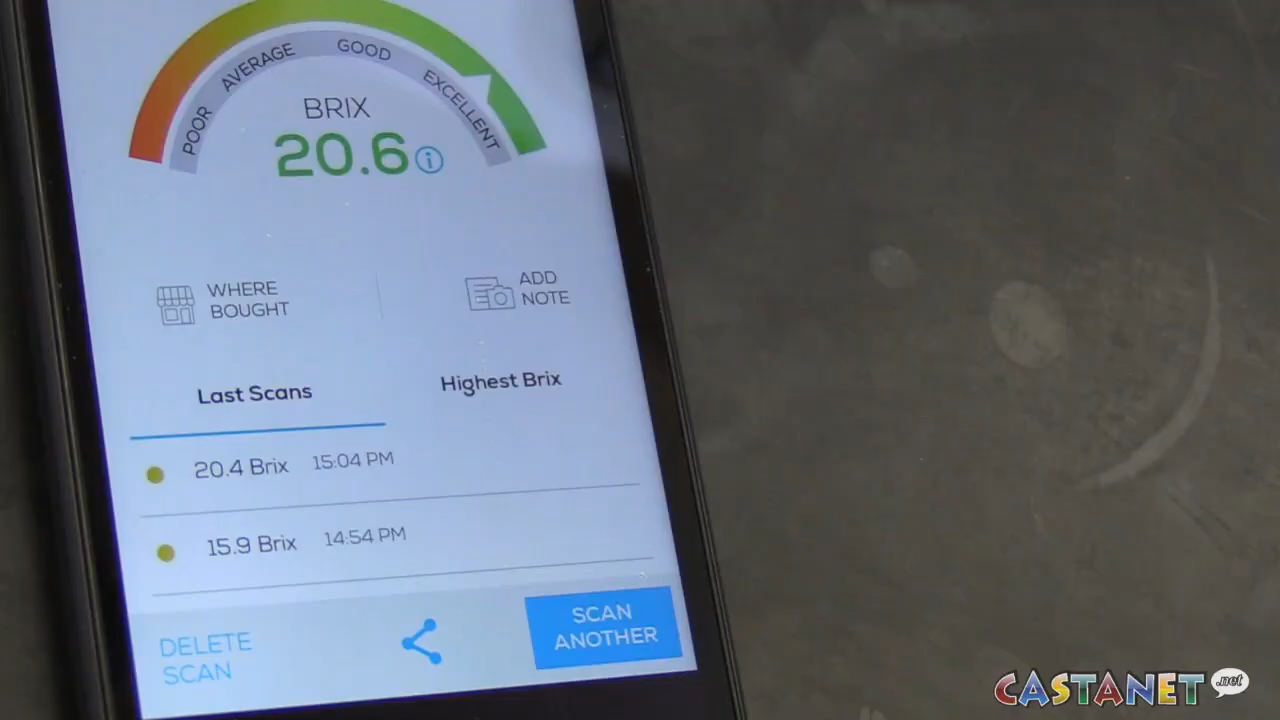 POOR
AVERAGE
GOOD
EXCELLENT
BRIX
20.6
i
WHERE
BOUGHT
ADD
NOTE
Last Scans
Highest Brix
20.4 Brix 15:04 PM
15.9 Brix 14:54 PM
DELETE
SCAN
SCAN
ANOTHER
CASTANET .net